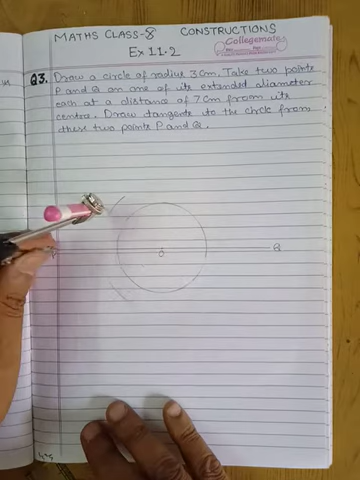 MATHS CLASS-8 CONSTRUCTIONS
Ex 11.2
Collegemate
Q3. Draw a circle of radius 3 cm. Take two points
P and Q on one of its extended diameter
each at a distance of 7 cm from its
centre. Draw tangents to the circle from
these two points P and Q.
O
Q